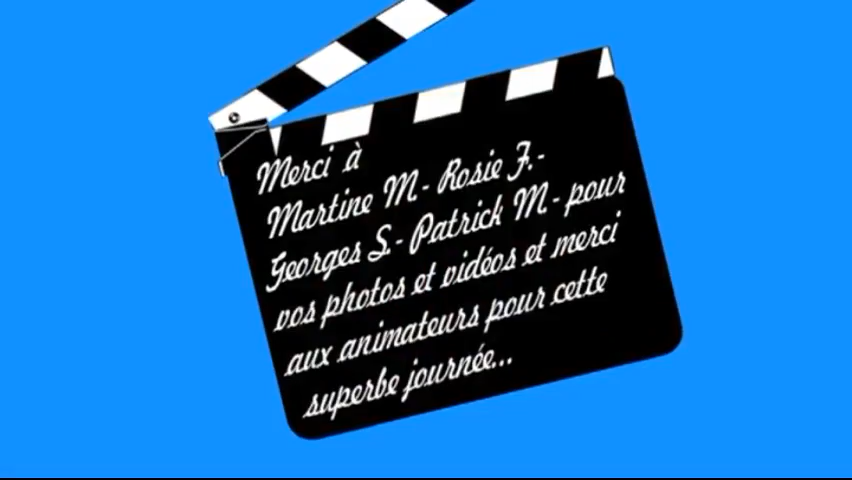 Merci à
Martine M.- Rosie F.-
Georges S.- Patrick M.- pour
vos photos et vidéos et merci
aux animateurs pour cette
superbe journée...